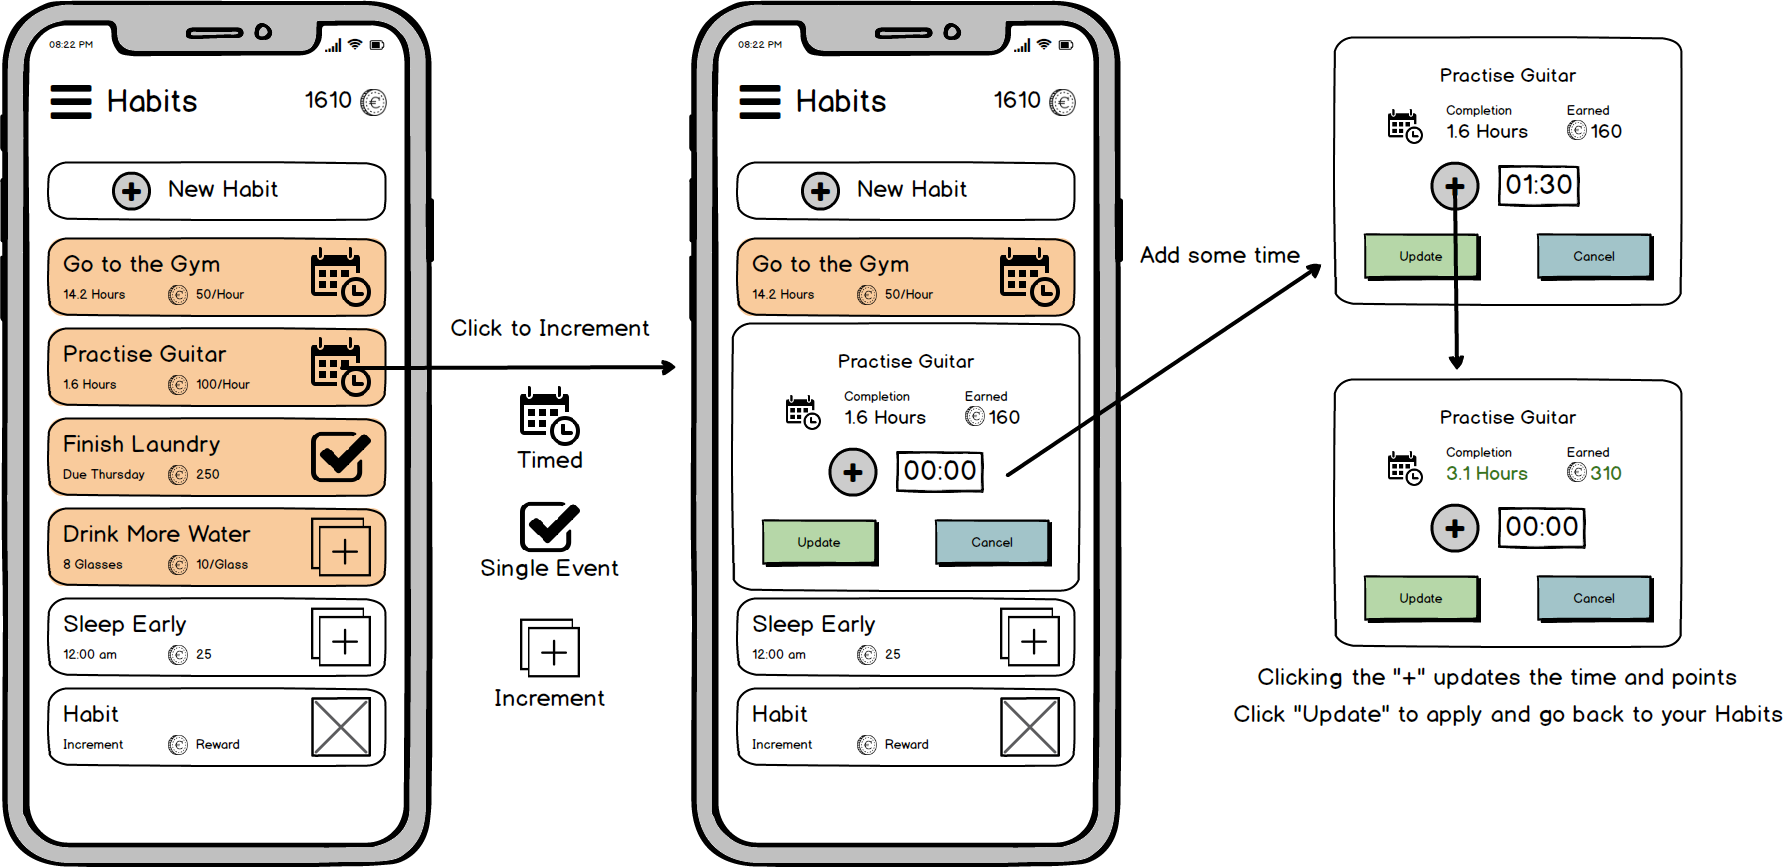 08:22 PM
Habits
1610
New Habit
Go to the Gym
14.2 Hours
50/Hour
Practise Guitar
1.6 Hours
100/Hour
Finish Laundry
Due Thursday
250
Drink More Water
8 Glasses
10/Glass
Sleep Early
12:00 am
25
Habit
Increment
Reward
Click to Increment
Timed
Single Event
Increment
08:22 PM
Habits
1610
New Habit
Go to the Gym
14.2 Hours
50/Hour
Practise Guitar
Completion
Earned
1.6 Hours
160
00:00
Update
Cancel
Sleep Early
12:00 am
25
Habit
Increment
Reward
Add some time
Practise Guitar
Completion
Earned
1.6 Hours
160
01:30
Update
Cancel
Practise Guitar
Completion
Earned
3.1 Hours
310
00:00
Update
Cancel
Clicking the "+" updates the time and points
Click "Update" to apply and go back to your Habits